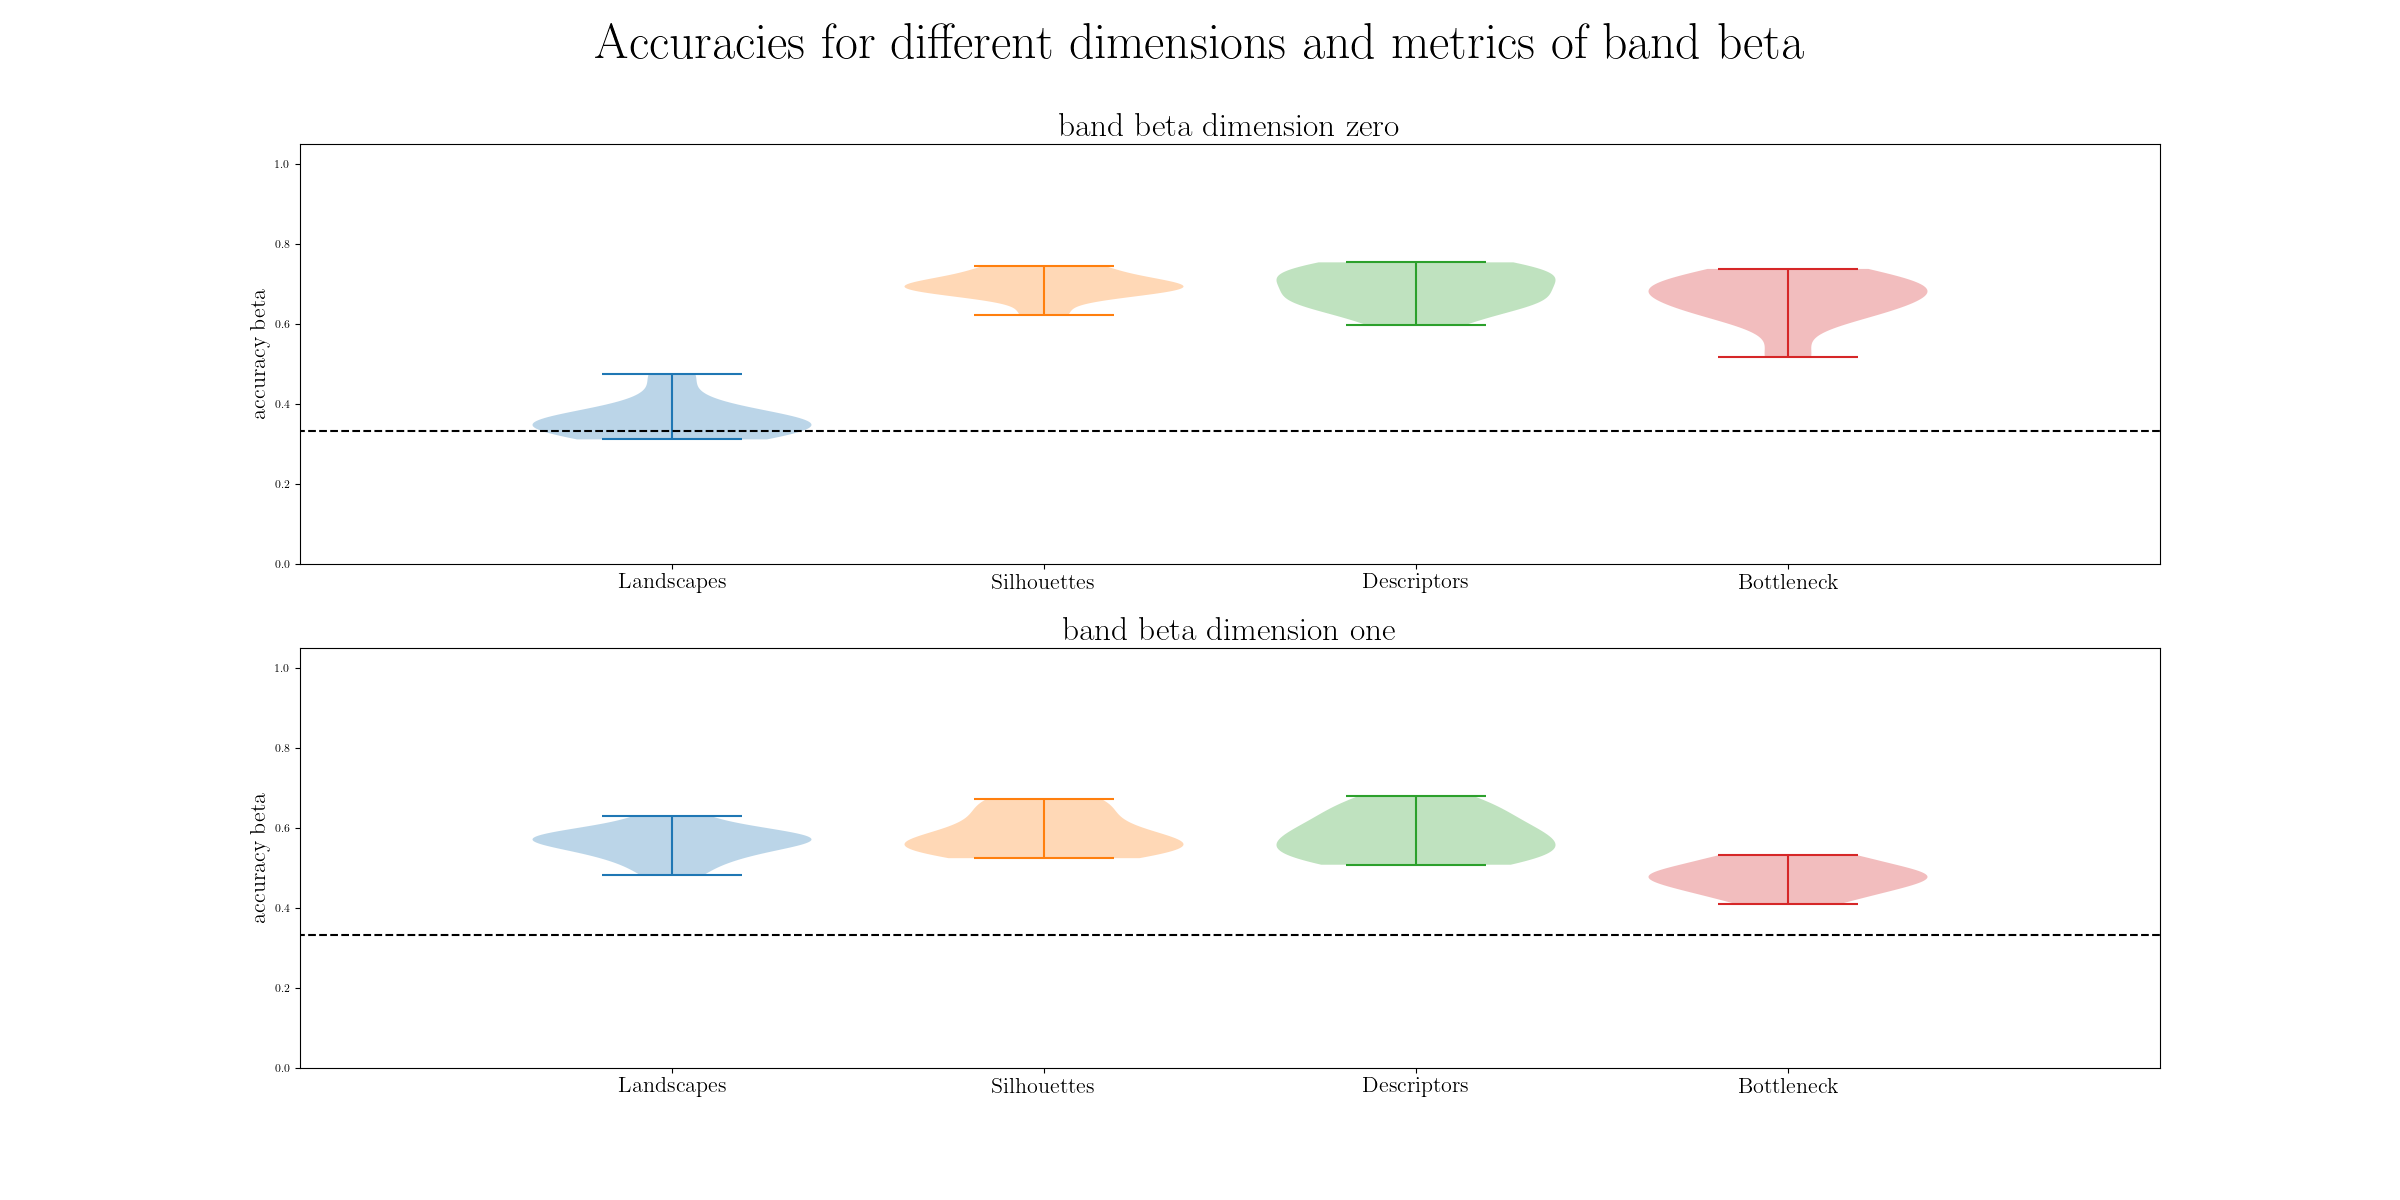 Accuracies for different dimensions and metrics of band beta
band beta dimension zero
accuracy beta
1.0
0.8
0.6
0.4
0.2
0.0
Landscapes Silhouettes Descriptors Bottleneck
band beta dimension one
accuracy beta
1.0
0.8
0.6
0.4
0.2
0.0
Landscapes Silhouettes Descriptors Bottleneck